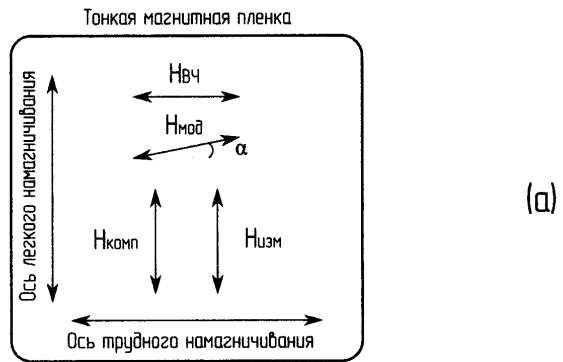 Тонкая магнитная пленка
Ось легкого намагничивания
Hвч
Hмод
α
Hкомп
Hизм
(а)
Ось трудного намагничивания